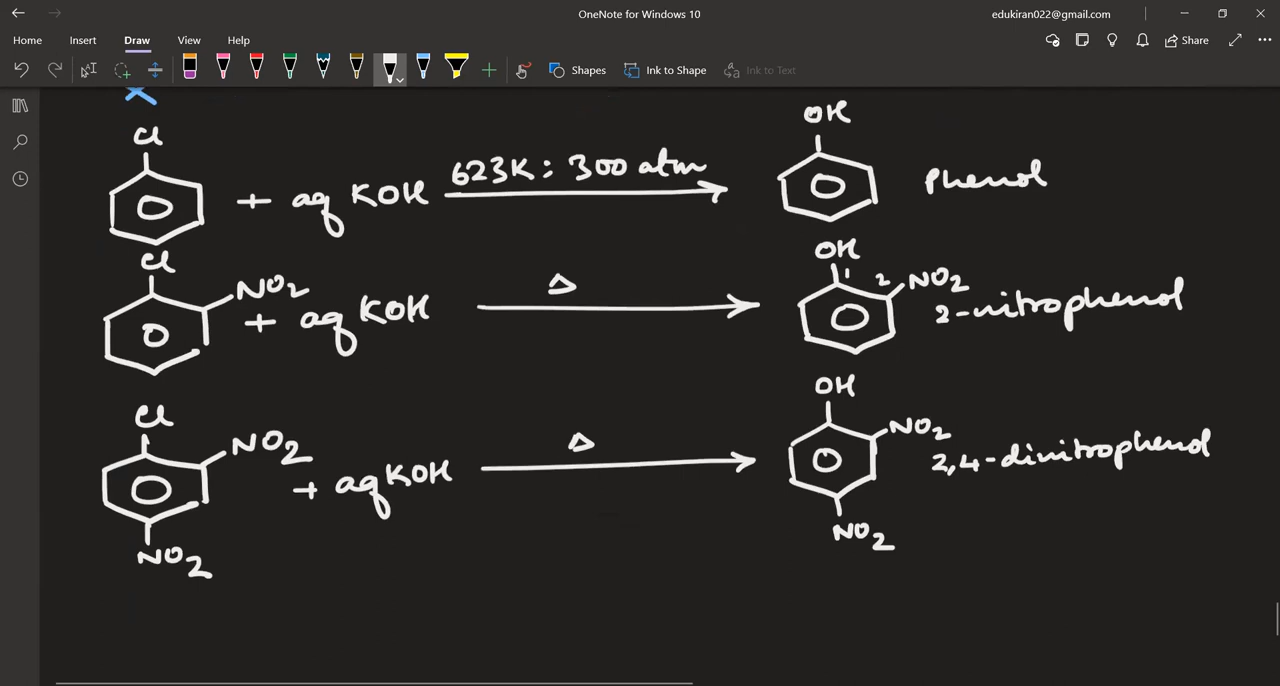 OneNote for Windows 10
edukiran022@gmail.com
Home Insert Draw View Help
Share
Shapes Ink to Shape Ink to Text
x
Cl
+ aq KOH
623K : 300 atm
OH
Phenol
Cl
NO2
+ aq KOH
Δ
OH
1 2 NO2
2-nitrophenol
Cl
NO2
+ aq KOH
NO2
Δ
OH
NO2
2,4-dinitrophenol
NO2